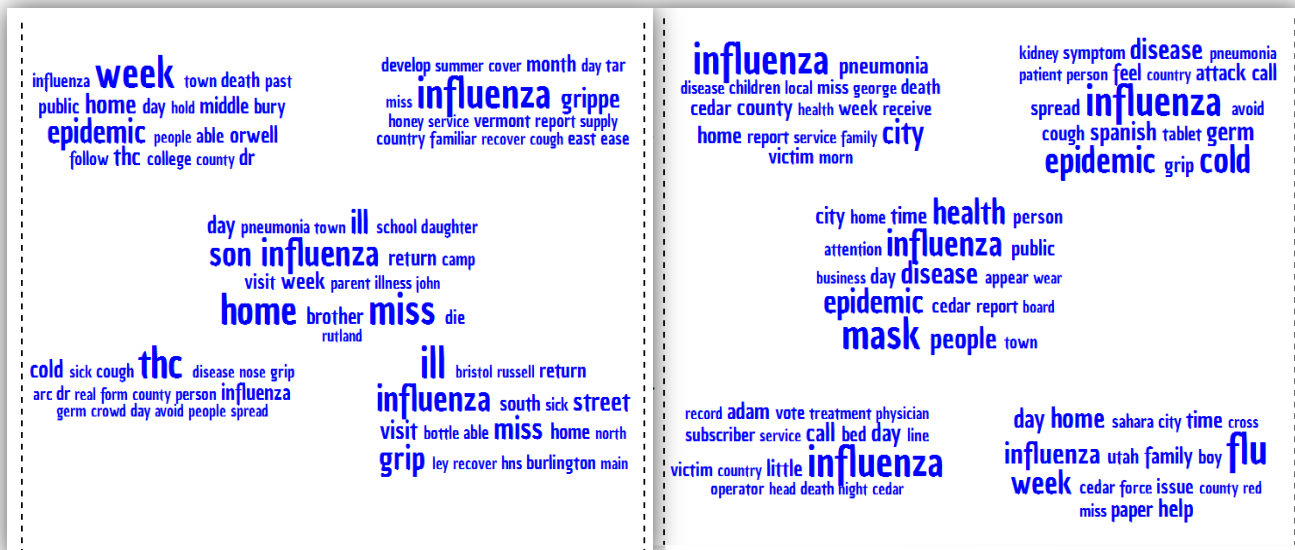 influenza week town death past
public home day hold middle bury
epidemic people able orwell
follow thc college county dr
develop summer cover month day tar
miss influenza grippe
honey service vermont report supply
country familiar recover cough east ease
day pneumonia town ill school daughter
son influenza return camp
visit week parent illness john
home brother miss die
rutland
cold sick cough thc disease nose grip
arc dr real form county person influenza
germ crowd day avoid people spread
ill bristol russell return
influenza south sick street
visit bottle able miss home north
grip ley recover hns burlington main
influenza pneumonia
disease children local miss george death
cedar county health week receive
home report service family city
victim morn
kidney symptom disease pneumonia
patient person feel country attack call
spread influenza avoid
cough spanish tablet germ
epidemic grip cold
city home time health person
attention influenza public
business day disease appear wear
epidemic cedar report board
mask people town
record adam vote treatment physician
subscriber service call bed day line
victim country little influenza
operator head death night cedar
day home sahara city time cross
influenza utah family boy flu
week cedar force issue county red
miss paper help